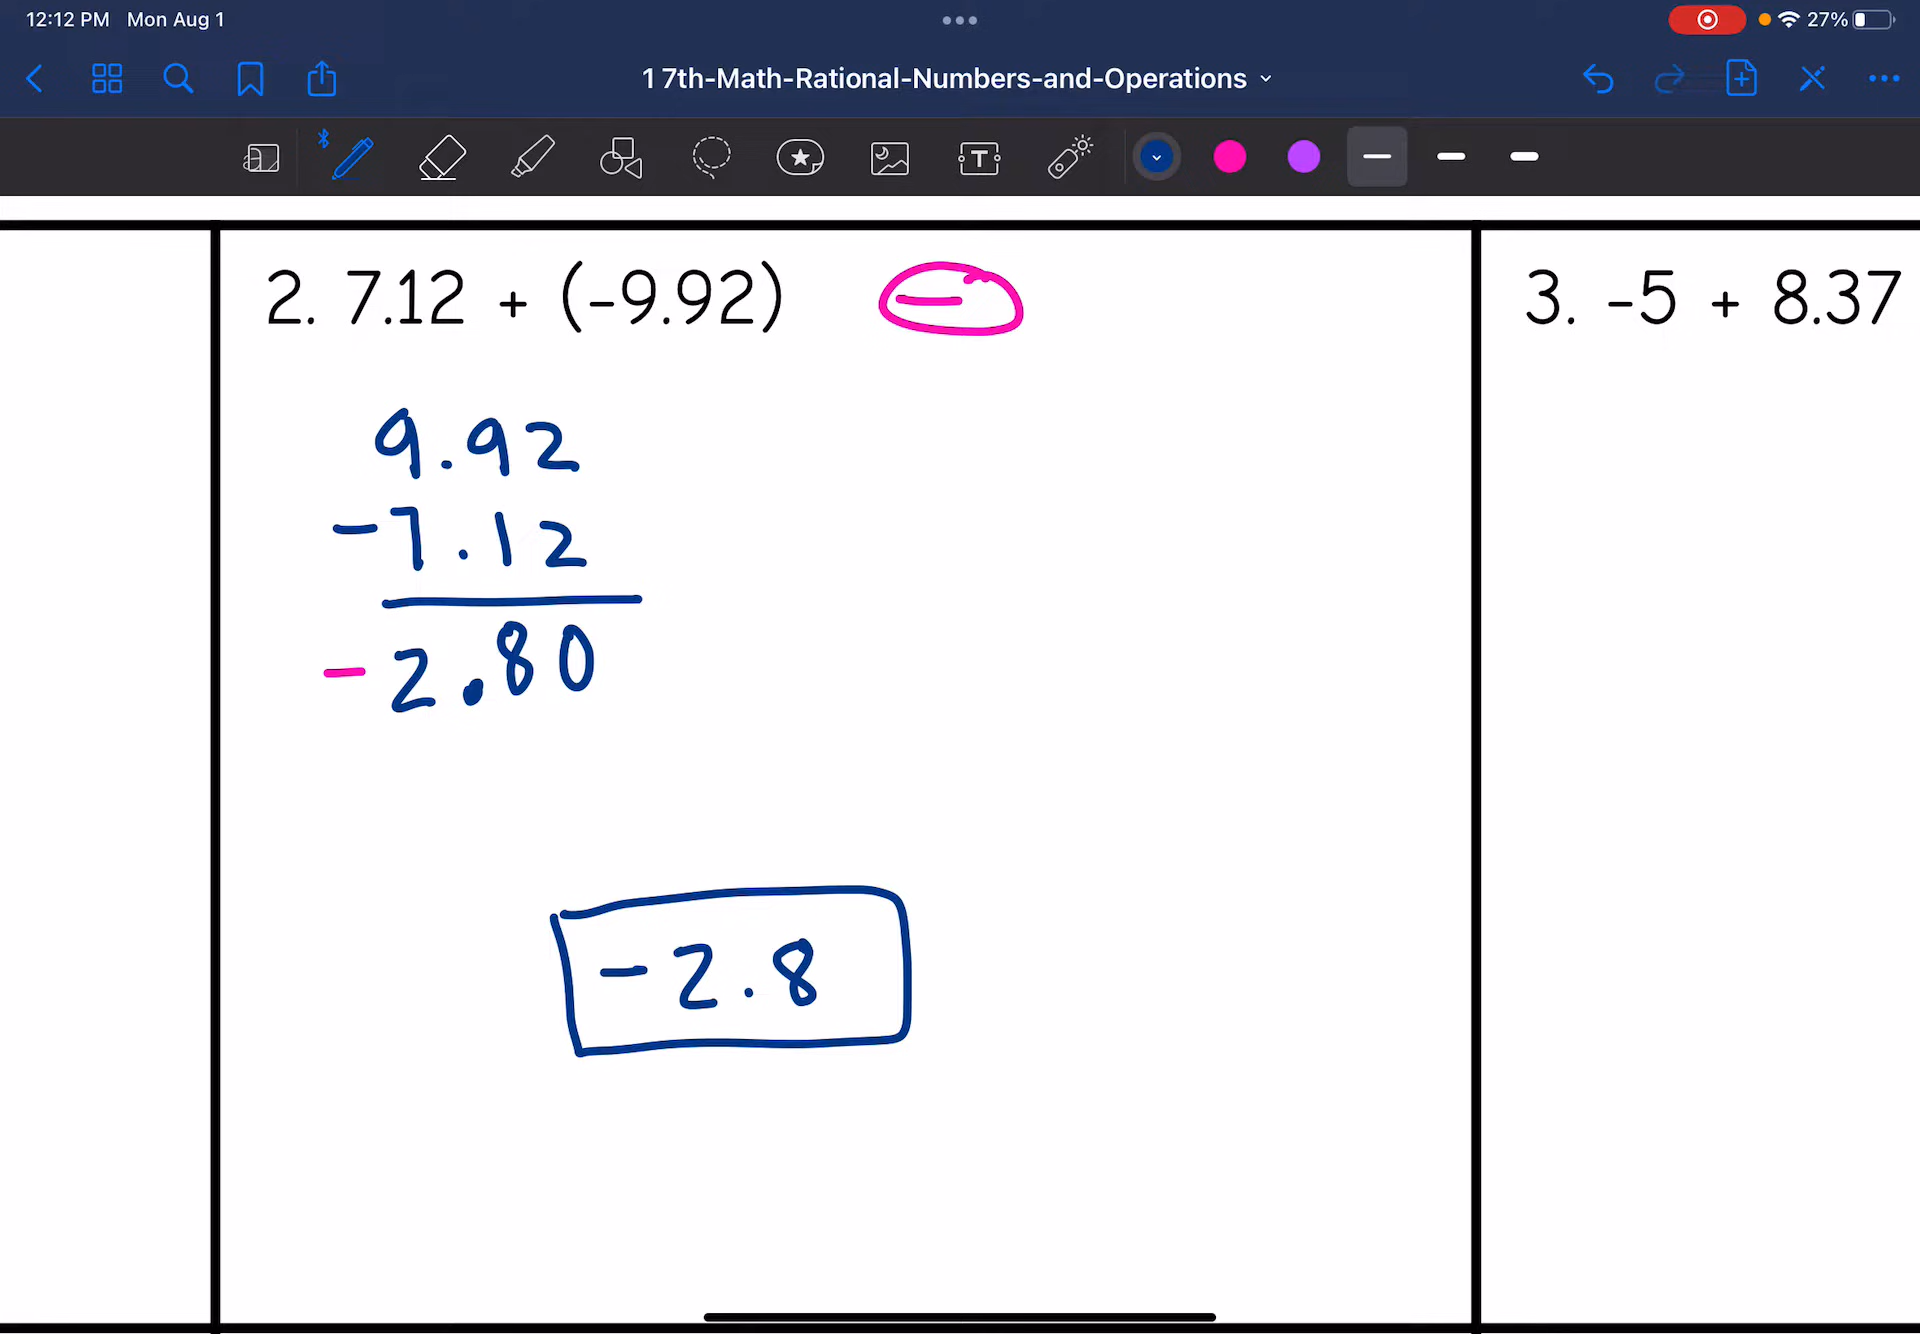 12:12 PM Mon Aug 1
27%
1 7th-Math-Rational-Numbers-and-Operations
T
2. 7.12 + (-9.92) -
3. -5 + 8.37
9.92
-7.12
-2.80
-2.8